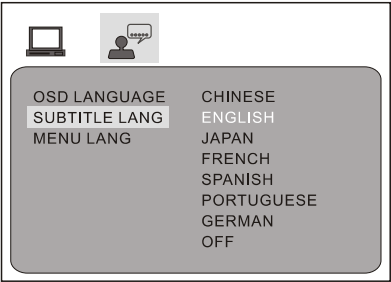 OSD LANGUAGE
SUBTITLE LANG
MENU LANG
CHINESE
ENGLISH
JAPAN
FRENCH
SPANISH
PORTUGUESE
GERMAN
OFF